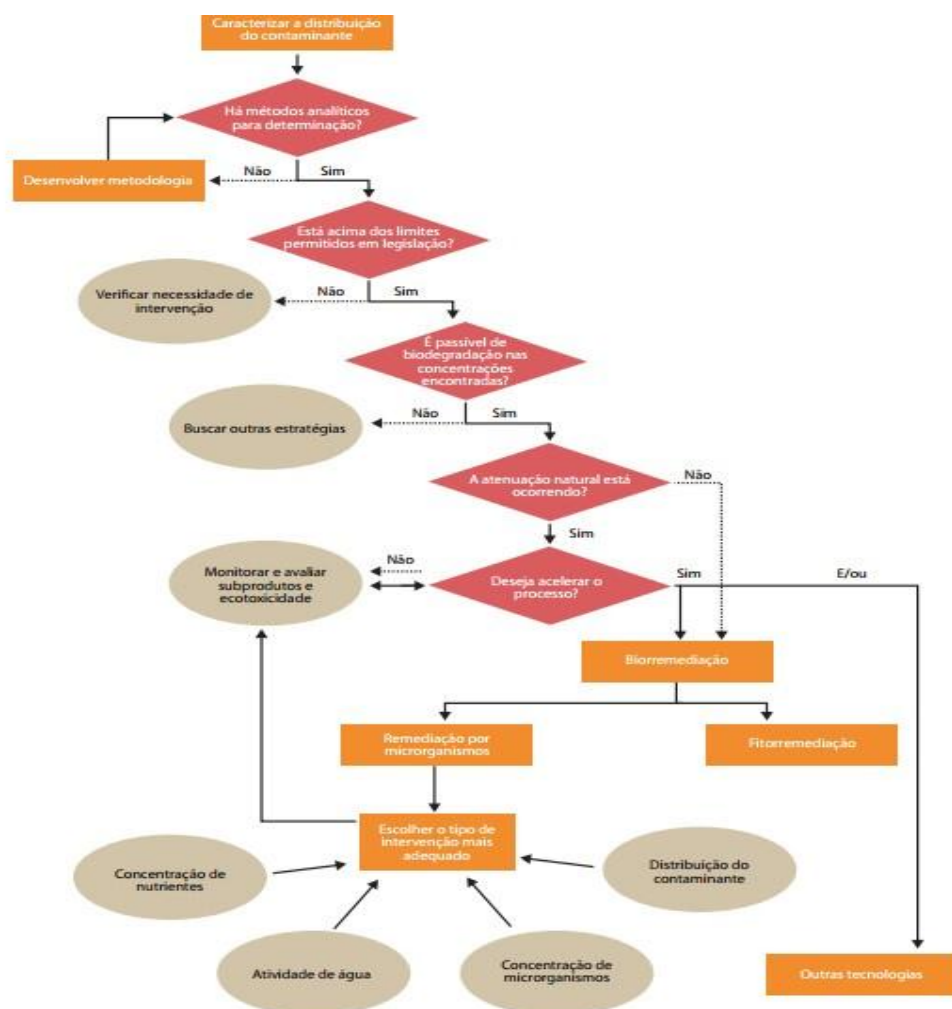 Caracterizar a distribuição
do contaminante
Há métodos analíticos
para determinação?
Não
Sim
Desenvolver metodologia
Está acima dos limites
permitidos em legislação?
Não
Sim
Verificar necessidade de
intervenção
É passível de
biodegradação nas
concentrações
encontradas?
Não
Sim
Buscar outras estratégias
A atenuação natural está
ocorrendo?
Não
Sim
Monitorar e avaliar
subprodutos e
ecotoxicidade
Não
Deseja acelerar o
processo?
Sim
E/ou
Biorremediação
Remediação por
microrganismos
Fitorremediação
Escolher o tipo de
intervenção mais
adequado
Concentração de
nutrientes
Distribuição do
contaminante
Atividade de água
Concentração de
microrganismos
Outras tecnologias